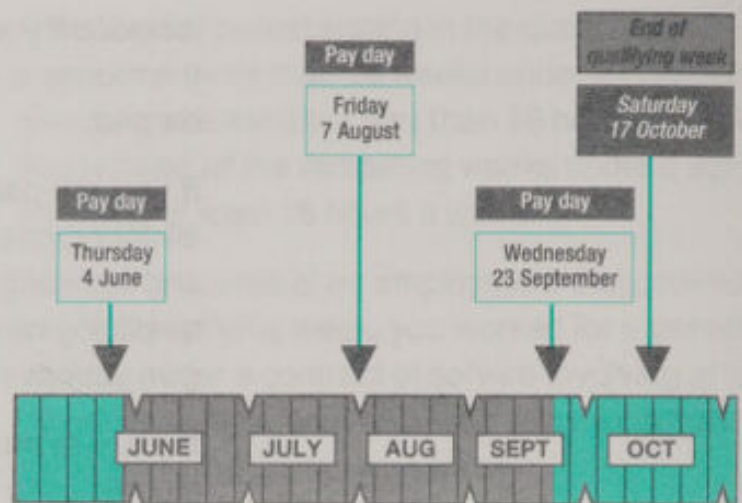 End of
qualifying week
Pay day
Friday
7 August
Saturday
17 October
Pay day
Thursday
4 June
Pay day
Wednesday
23 September
JUNE
JULY
AUG
SEPT
OCT